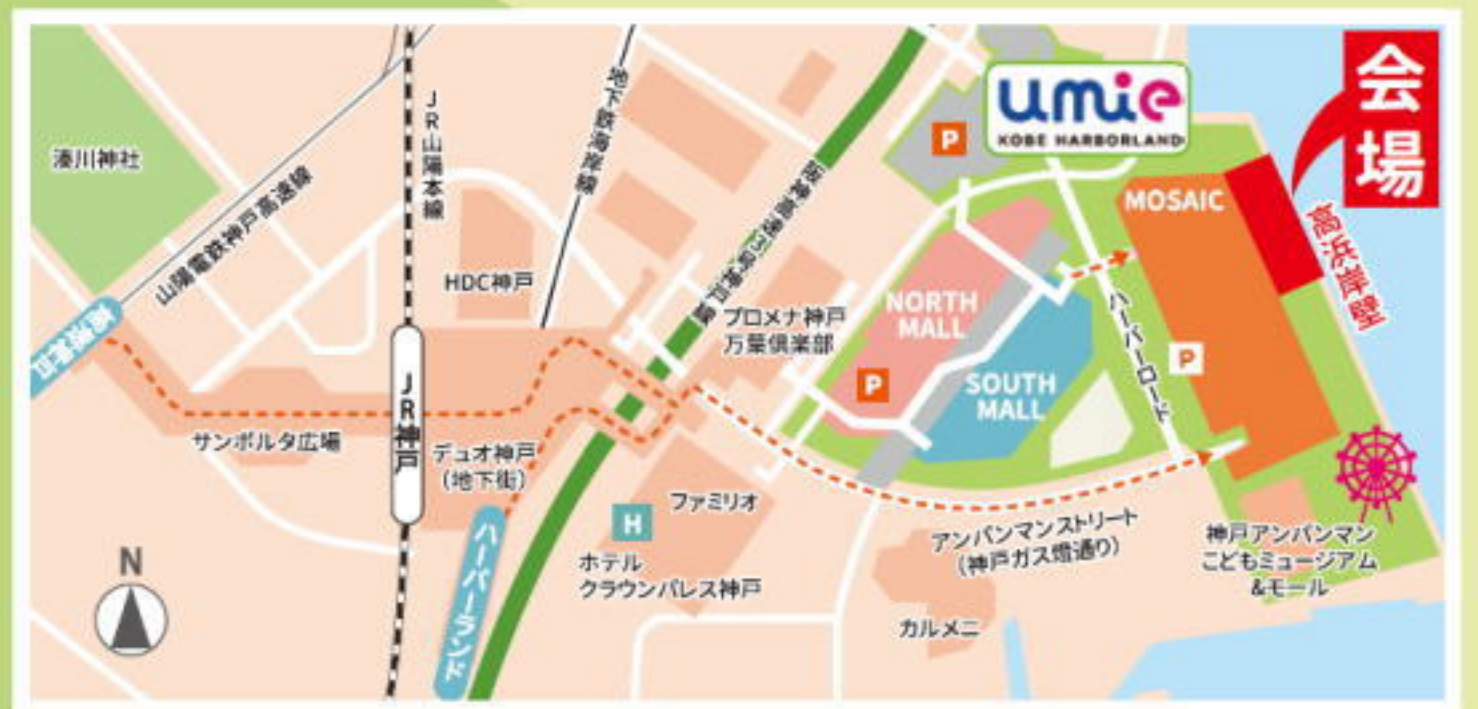 umie
KOBE HARBORLAND
会場
高浜岸壁
MOSAIC
P
湊川神社
山陽電鉄神戸高速線
JR山陽本線
地下鉄海岸線
阪神高速3号神戸線
HDC神戸
プロメナ神戸
万葉倶楽部
NORTH
MALL
P
SOUTH
MALL
ハーバーロード
P
JR神戸
サンポルタ広場
デュオ神戸
(地下街)
ハーバーランド
ファミリオ
H
ホテル
クラウンパレス神戸
アンパンマンストリート
(神戸ガス燈通り)
カルメニ
神戸アンパンマン
こどもミュージアム
&モール
N